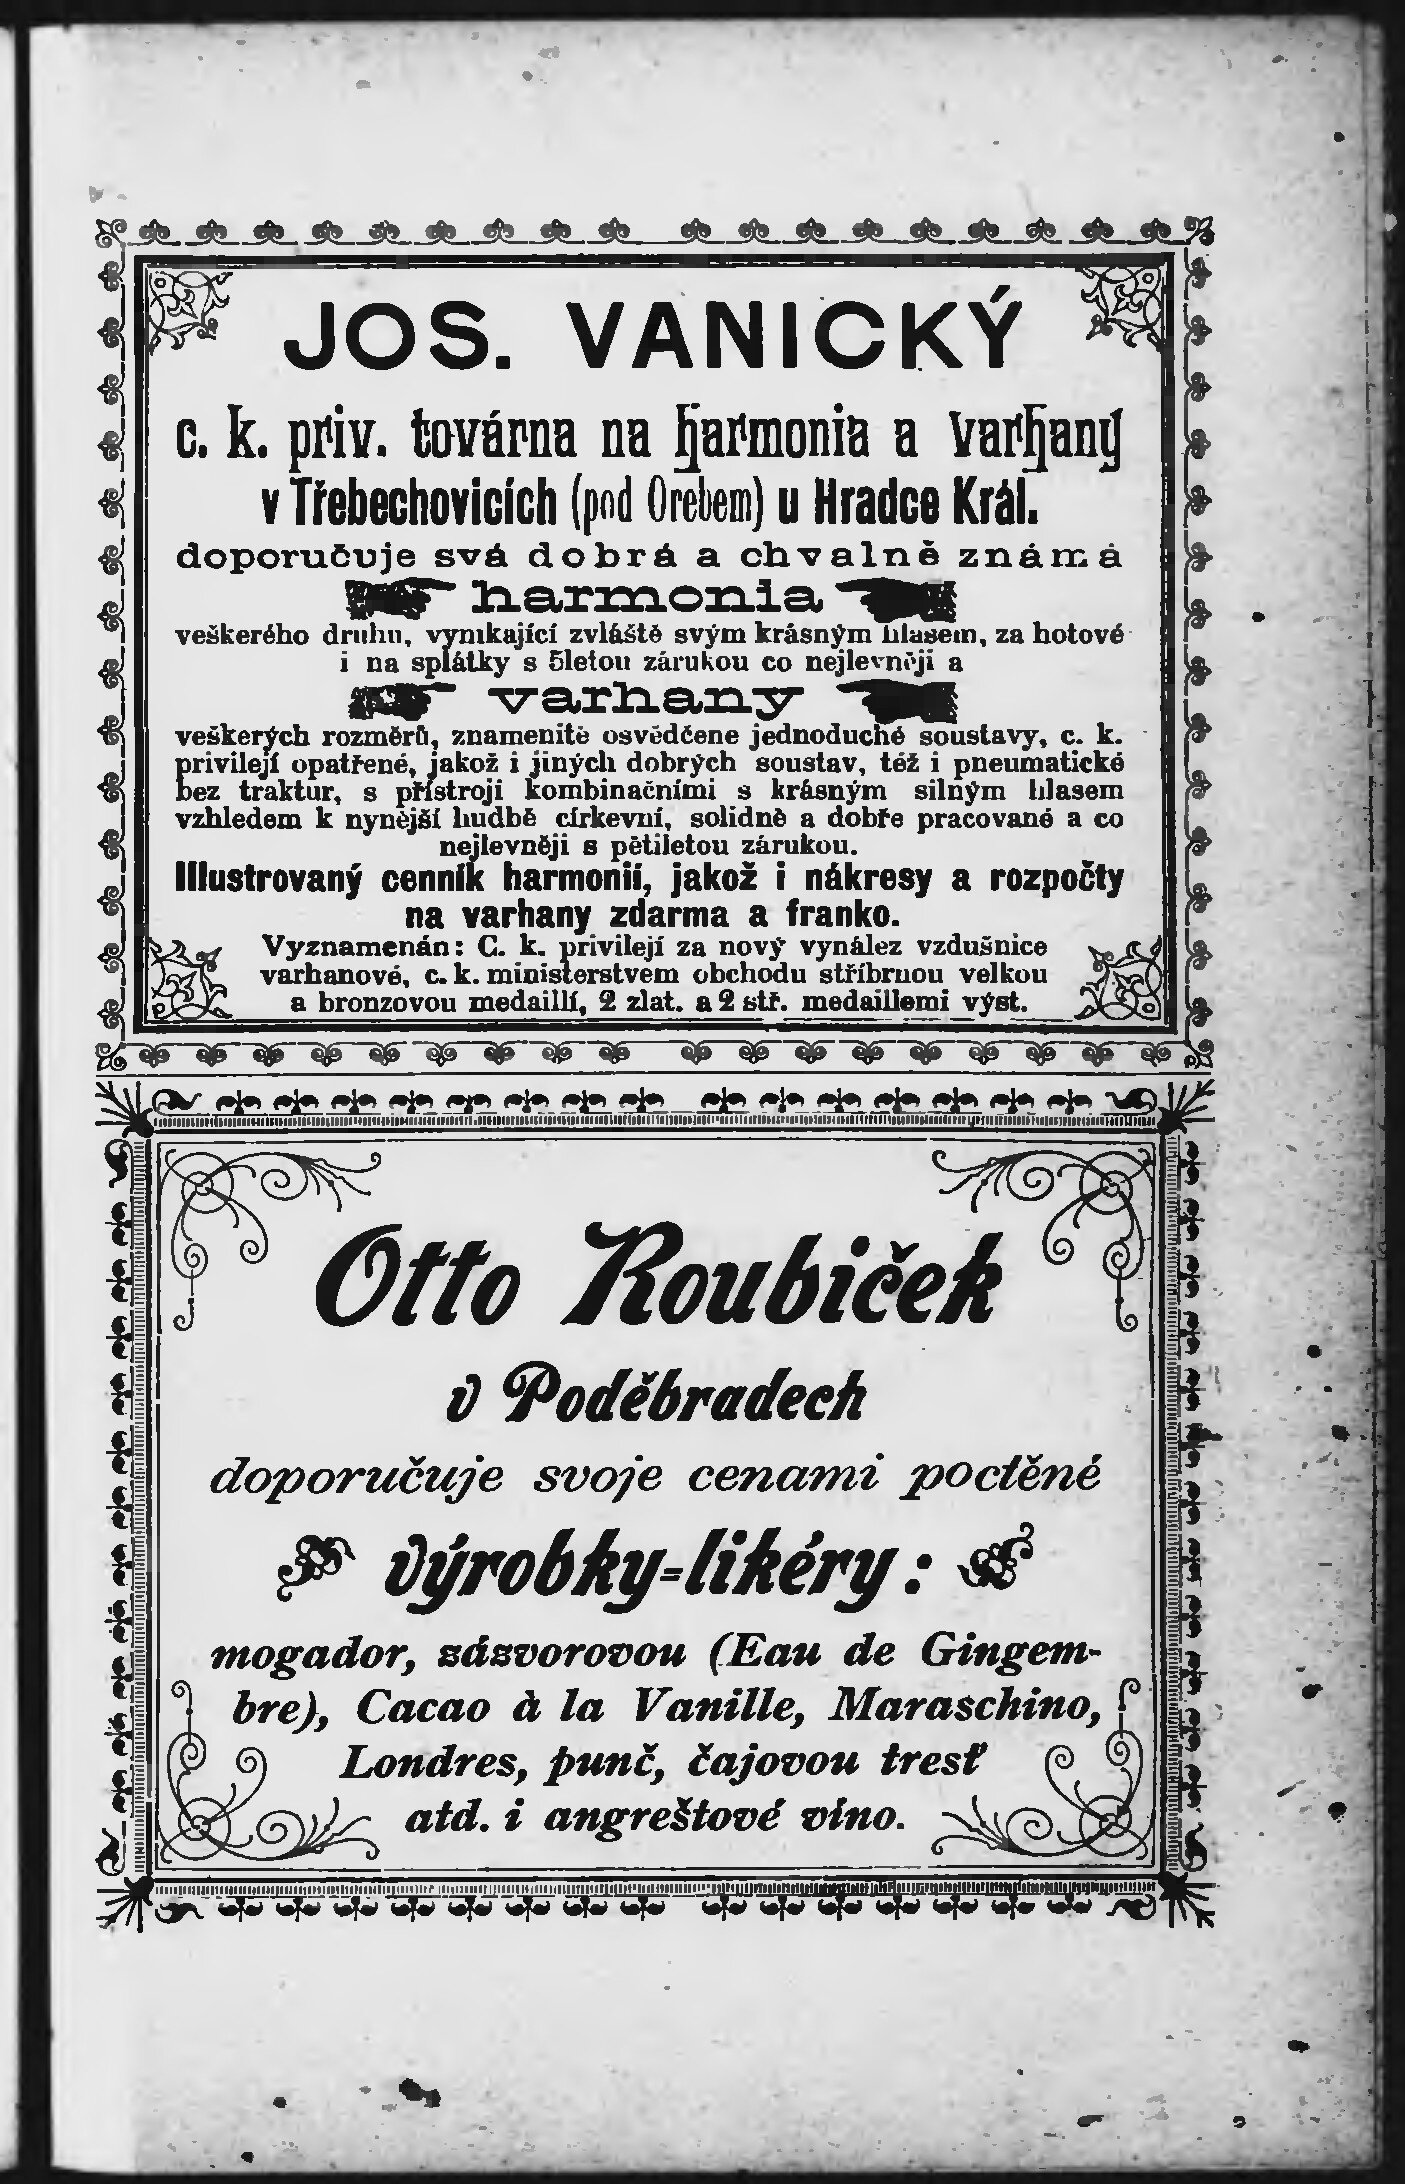 JOS. VANICKÝ
c. k. priv. továrna na harmonia a varhany
v Třebechovicích (pod Orebem) u Hradce Král.
doporučuje svá dobrá a chvalně známá
harmonia
veškerého druhu, vynikající zvláště svým krásným hlasem, za hotové
i na splátky s 5letou zárukou co nejlevněji a
varhany
veškerých rozměrů, znamenitě osvědčene jednoduché soustavy, c. k.
privilejí opatřené, jakož i jiných dobrých soustav, též i pneumatické
bez traktur, s přístroji kombinačními s krásným silným hlasem
vzhledem k nynější hudbě církevní, solidně a dobře pracované a co
nejlevněji s pětiletou zárukou.
Illustrovaný cenník harmonií, jakož i nákresy a rozpočty
na varhany zdarma a franko.
Vyznamenán: C. k. privilejí za nový vynález vzdušnice
varhanové, c. k. ministerstvem obchodu stříbrnou velkou
a bronzovou medaillí, 2 zlat. a 2 stř. medaillemi výst.
Otto Roubiček
v Poděbradech
doporučuje svoje cenami poctěné
výrobky-likéry:
mogador, zázvorovou (Eau de Gingem-
bre), Cacao à la Vanille, Maraschino,
Londres, punč, čajovou tresť
atd. i angreštové víno.